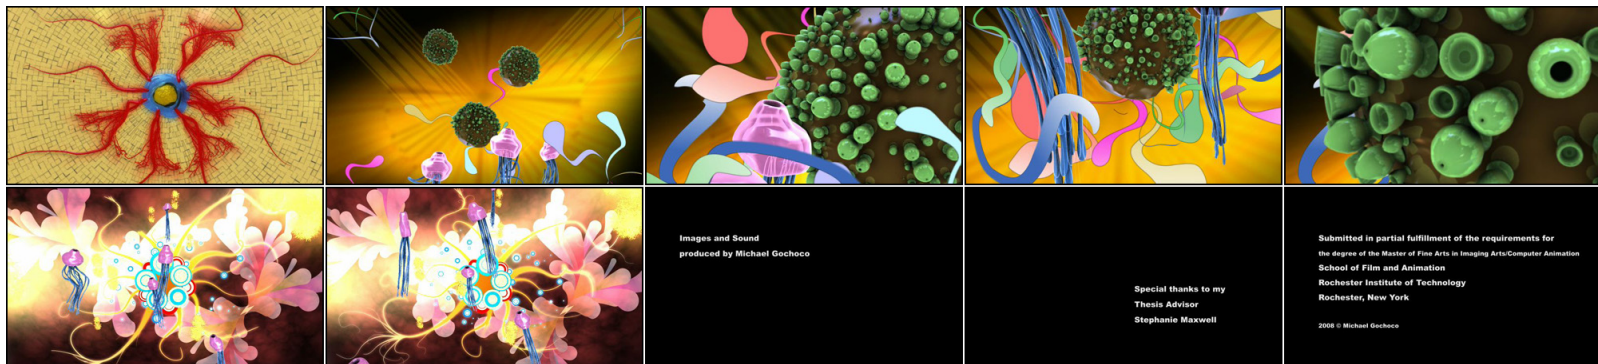 Images and Sound
produced by Michael Gochoco
Special thanks to my
Thesis Advisor
Stephanie Maxwell
Submitted in partial fulfillment of the requirements for
the degree of the Master of Fine Arts in Imaging Arts/Computer Animation
School of Film and Animation
Rochester Institute of Technology
Rochester, New York
2008 © Michael Gochoco